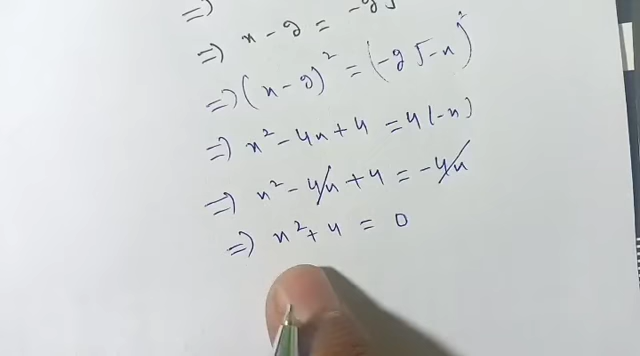 ⇒
⇒ x - 2 = -2√
⇒ (x - 2)² = (-2√-x)²
⇒ x² - 4x + 4 = 4(-x)
⇒ x² - 4x + 4 = -4x
⇒ x² + 4 = 0